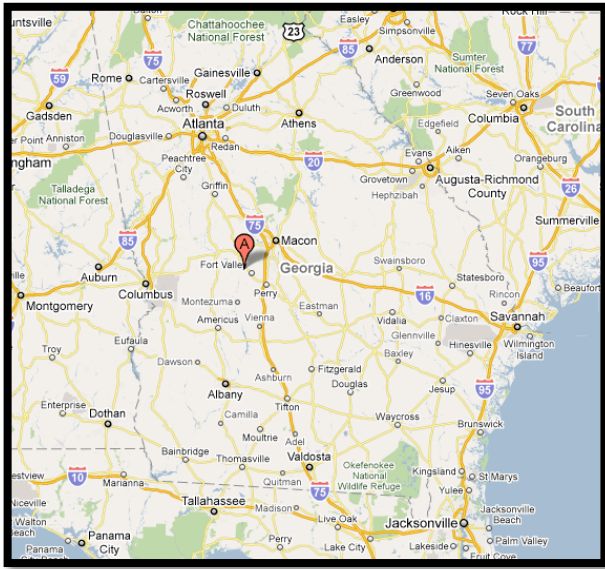 untsville
Dalton
Chattahoochee
National Forest
23
Easley
Simpsonville
Rock Hill
75
85
Anderson
77
Sumter
National Forest
59
Rome
Cartersville
Gainesville
Greenwood
Roswell
Gadsden
Acworth
Duluth
Seven Oaks
Columbia
South
Carolina
Athens
Atlanta
Edgefield
er Point
Anniston
Douglasville
Redan
Evans
Aiken
Orangeburg
ngham
Peachtree
City
20
Grovetown
Augusta-Richmond
County
26
Talladega
National Forest
Griffin
Hephzibah
75
Summerville
85
A
Macon
95
Auburn
Fort Valley
Georgia
Swainsboro
Statesboro
Beaufort
Columbus
Perry
16
Rincon
Montgomery
Montezuma
Eastman
Savannah
Americus
Vienna
Vidalia
Claxton
Troy
Eufaula
Glennville
Hinesville
Wilmington
Island
Dawson
Baxley
Ashburn
Fitzgerald
Albany
Douglas
Jesup
95
Enterprise
Tifton
Dothan
Camilla
Waycross
Brunswick
Moultrie
Adel
Bainbridge
Valdosta
Okefenokee
National
Wildlife Refuge
Thomasville
Kingsland
St Marys
10
restview
Marianna
Quitman
75
Yulee
Niceville
Tallahassee
Madison
Jacksonville
Beach
Walton
Beach
Live Oak
Jacksonville
Panama
City
Palm Valley
Perry
Lake City
Lakeside
Panama
City
Fruit Cove